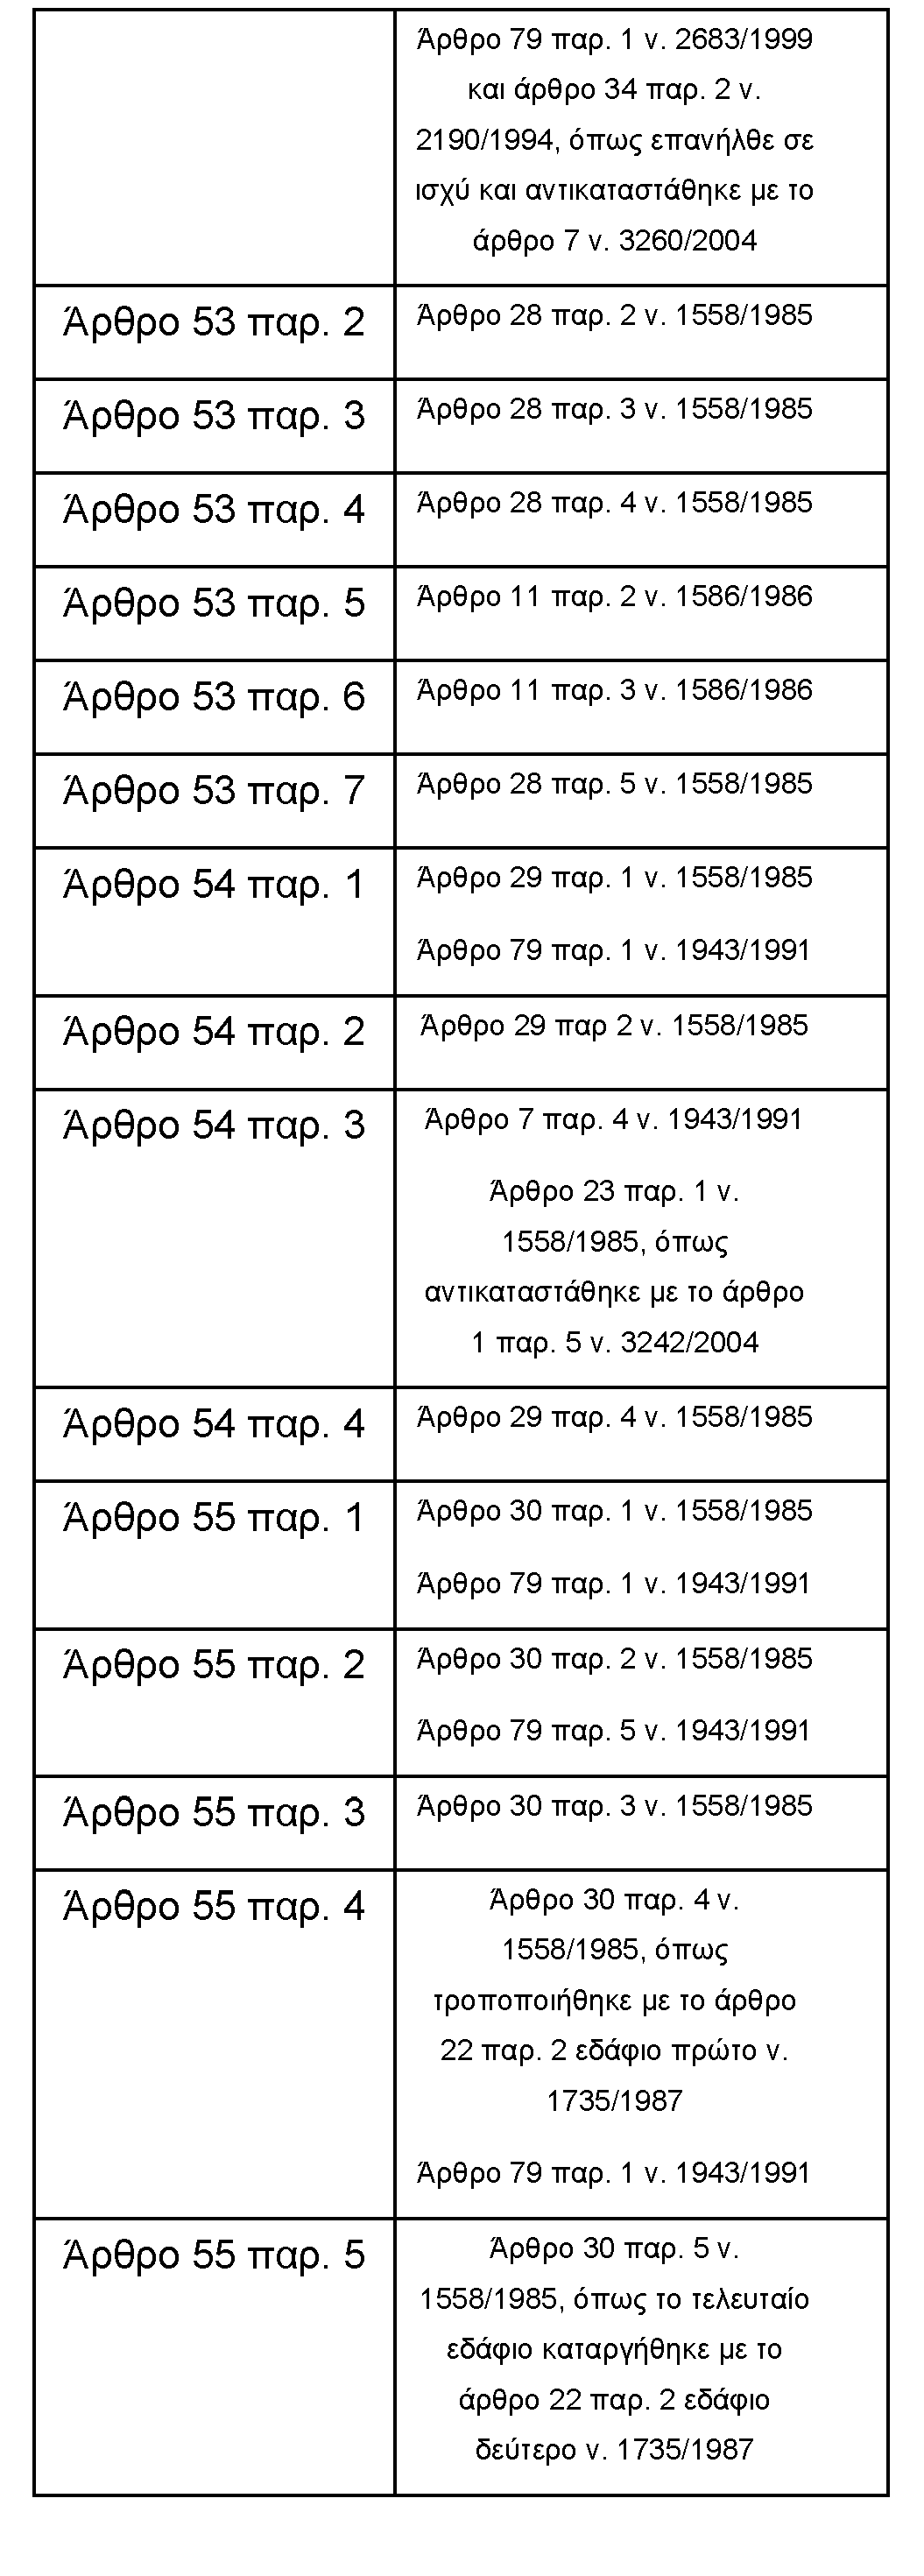 Άρθρο 79 παρ. 1 ν. 2683/1999
και άρθρο 34 παρ. 2 ν.
2190/1994, όπως επανήλθε σε
ισχύ και αντικαταστάθηκε με το
άρθρο 7 ν. 3260/2004
Άρθρο 53 παρ. 2
Άρθρο 28 παρ. 2 ν. 1558/1985
Άρθρο 53 παρ. 3
Άρθρο 28 παρ. 3 ν. 1558/1985
Άρθρο 53 παρ. 4
Άρθρο 28 παρ. 4 ν. 1558/1985
Άρθρο 53 παρ. 5
Άρθρο 11 παρ. 2 ν. 1586/1986
Άρθρο 53 παρ. 6
Άρθρο 11 παρ. 3 ν. 1586/1986
Άρθρο 53 παρ. 7
Άρθρο 28 παρ. 5 ν. 1558/1985
Άρθρο 54 παρ. 1
Άρθρο 29 παρ. 1 ν. 1558/1985
Άρθρο 79 παρ. 1 ν. 1943/1991
Άρθρο 54 παρ. 2
Άρθρο 29 παρ 2 ν. 1558/1985
Άρθρο 54 παρ. 3
Άρθρο 7 παρ. 4 ν. 1943/1991
Άρθρο 23 παρ. 1 ν.
1558/1985, όπως
αντικαταστάθηκε με το άρθρο
1 παρ. 5 ν. 3242/2004
Άρθρο 54 παρ. 4
Άρθρο 29 παρ. 4 ν. 1558/1985
Άρθρο 55 παρ. 1
Άρθρο 30 παρ. 1 ν. 1558/1985
Άρθρο 79 παρ. 1 ν. 1943/1991
Άρθρο 55 παρ. 2
Άρθρο 30 παρ. 2 ν. 1558/1985
Άρθρο 79 παρ. 5 ν. 1943/1991
Άρθρο 55 παρ. 3
Άρθρο 30 παρ. 3 ν. 1558/1985
Άρθρο 55 παρ. 4
Άρθρο 30 παρ. 4 ν.
1558/1985, όπως
τροποποιήθηκε με το άρθρο
22 παρ. 2 εδάφιο πρώτο ν.
1735/1987
Άρθρο 79 παρ. 1 ν. 1943/1991
Άρθρο 55 παρ. 5
Άρθρο 30 παρ. 5 ν.
1558/1985, όπως το τελευταίο
εδάφιο καταργήθηκε με το
άρθρο 22 παρ. 2 εδάφιο
δεύτερο ν. 1735/1987